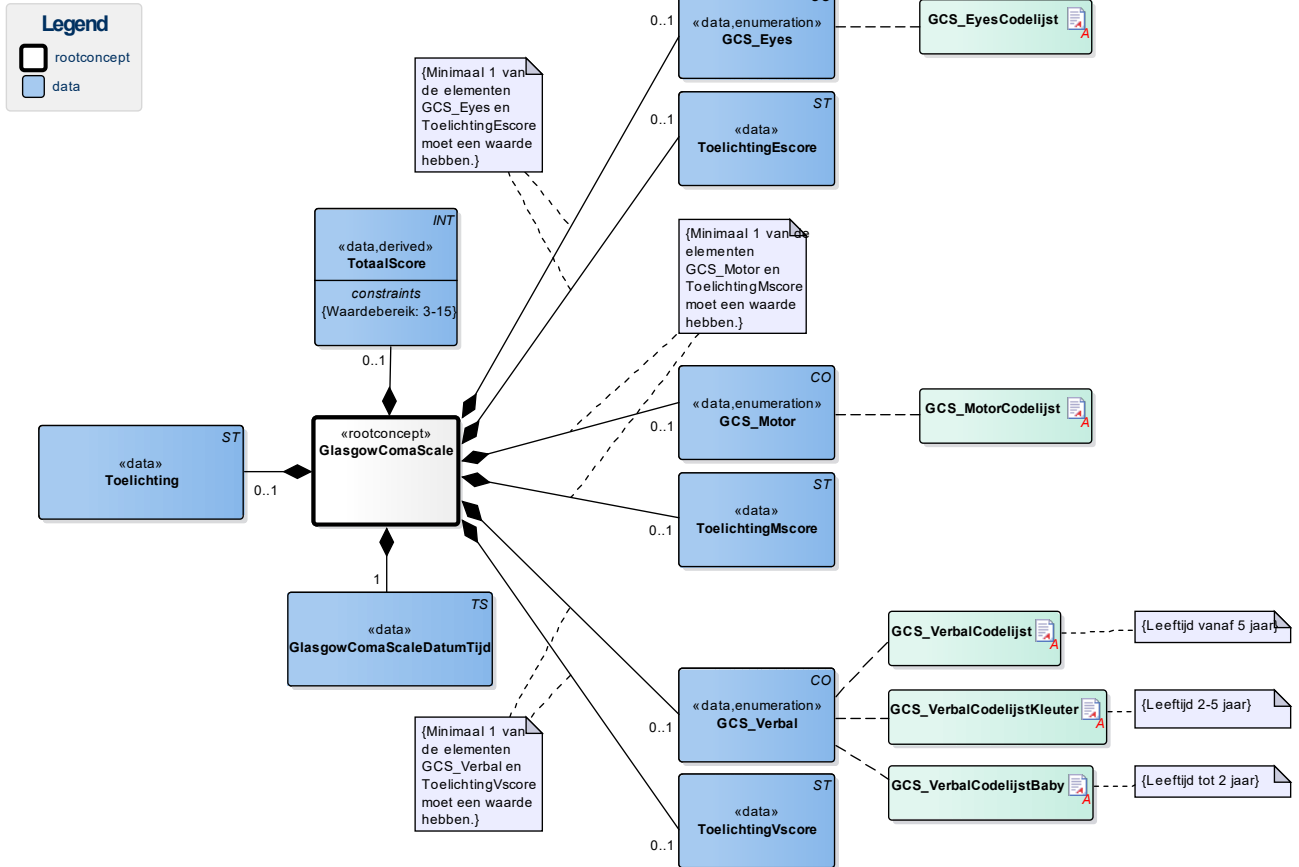 Legend
rootconcept
data
0..1
«data,enumeration»
GCS_Eyes
GCS_EyesCodelijst
A
{Minimaal 1 van
de elementen
GCS_Eyes en
ToelichtingEscore
moet een waarde
hebben.}
0..1
ST
«data»
ToelichtingEscore
INT
«data,derived»
TotaalScore
constraints
{Waardebereik: 3-15}
0..1
{Minimaal 1 van de
elementen
GCS_Motor en
ToelichtingMscore
moet een waarde
hebben.}
CO
«data,enumeration»
GCS_Motor
0..1
GCS_MotorCodelijst
A
ST
«data»
Toelichting
0..1
«rootconcept»
GlasgowComaScale
ST
«data»
ToelichtingMscore
0..1
1
TS
«data»
GlasgowComaScaleDatumTijd
GCS_VerbalCodelijst
A
{Leeftijd vanaf 5 jaar}
CO
«data,enumeration»
GCS_Verbal
0..1
GCS_VerbalCodelijstKleuter
A
{Leeftijd 2-5 jaar}
{Minimaal 1 van
de elementen
GCS_Verbal en
ToelichtingVscore
moet een waarde
hebben.}
GCS_VerbalCodelijstBaby
A
{Leeftijd tot 2 jaar}
ST
«data»
ToelichtingVscore
0..1